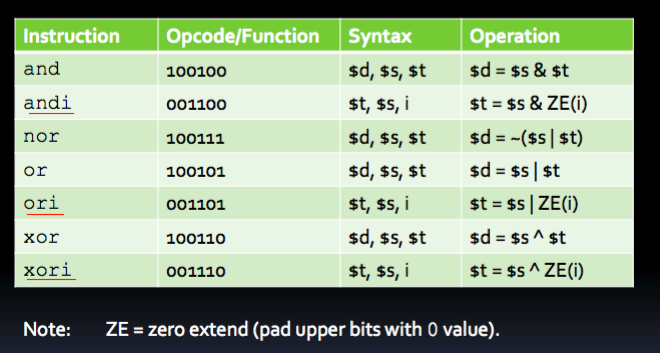 Instruction Opcode/Function Syntax Operation
and 100100 $d, $s, $t $d = $s & $t
andi 001100 $t, $s, i $t = $s & ZE(i)
nor 100111 $d, $s, $t $d = ~($s | $t)
or 100101 $d, $s, $t $d = $s | $t
ori 001101 $t, $s, i $t = $s | ZE(i)
xor 100110 $d, $s, $t $d = $s ^ $t
xori 001110 $t, $s, i $t = $s ^ ZE(i)
Note: ZE = zero extend (pad upper bits with 0 value).